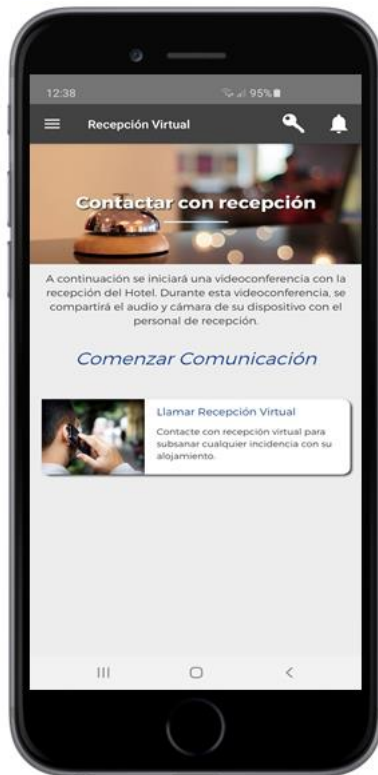 12:38 95%
Recepción Virtual
Contactar con recepción
A continuación se iniciará una videoconferencia con la
recepción del Hotel. Durante esta videoconferencia, se
compartirá el audio y cámara de su dispositivo con el
personal de recepción.
Comenzar Comunicación
Llamar Recepción Virtual
Contacte con recepción virtual para
subsanar cualquier incidencia con su
alojamiento.